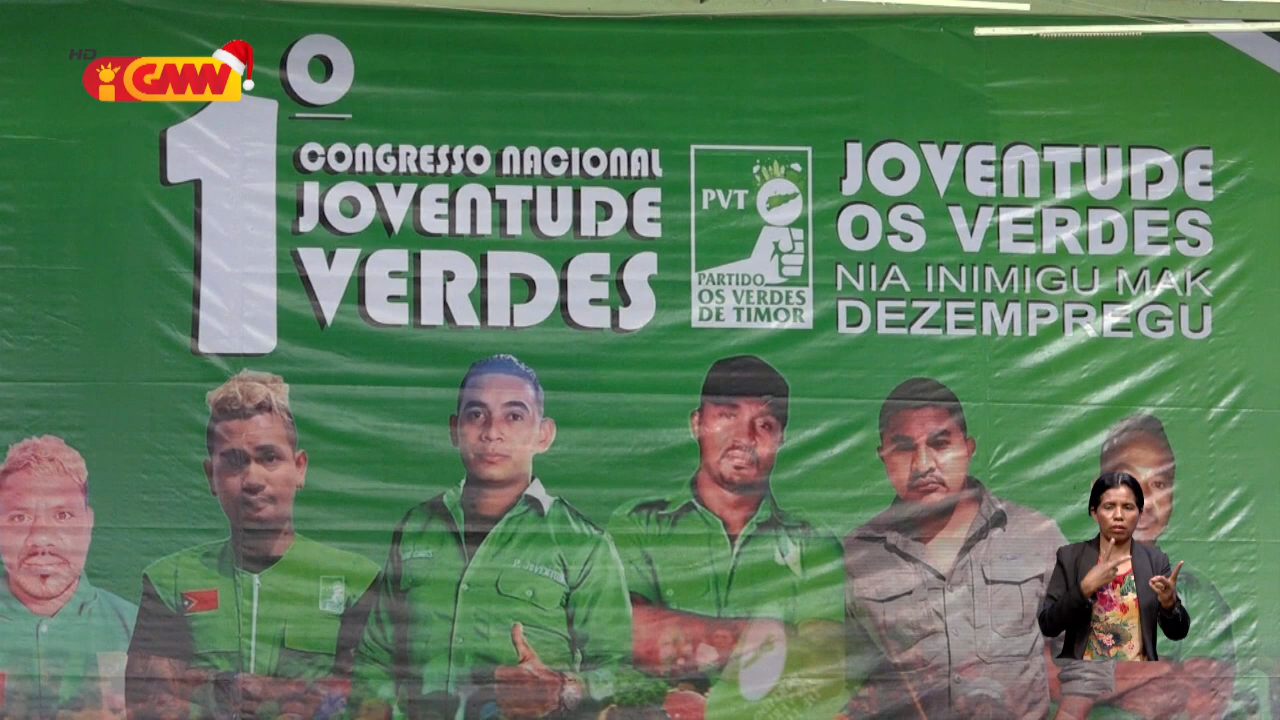 HD
GMN
1º
CONGRESSO NACIONAL
JOVENTUDE
VERDES
PVT
PARTIDO
OS VERDES
DE TIMOR
JOVENTUDE
OS VERDES
NIA INIMIGU MAK
DEZEMPREGU